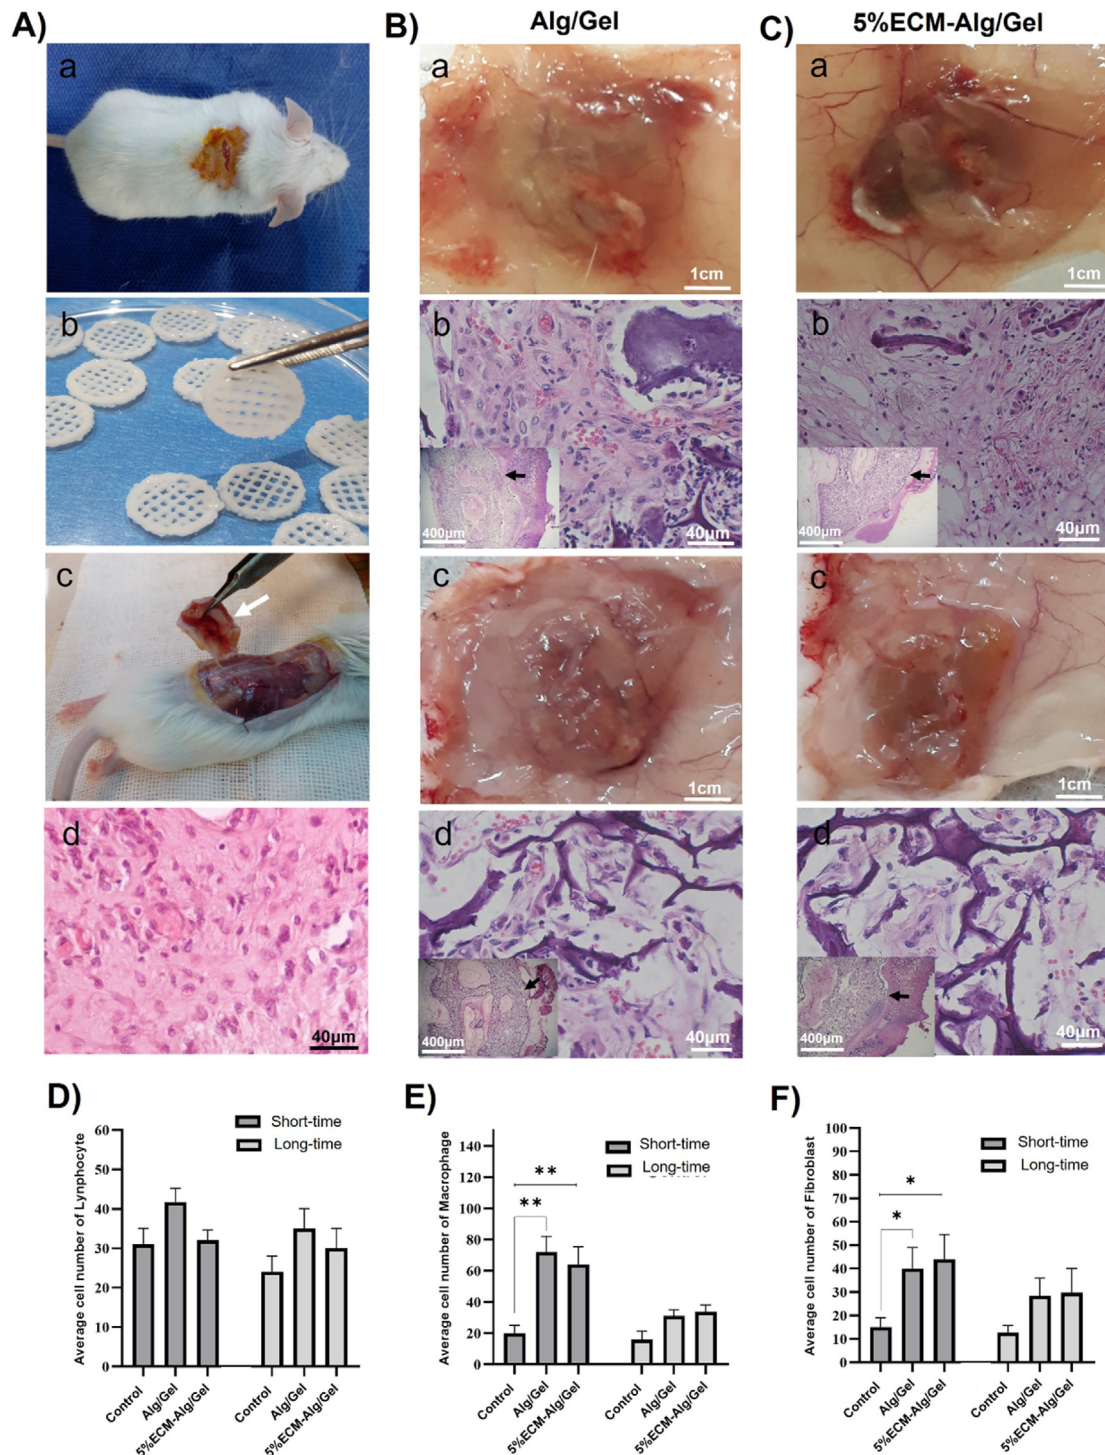 A)
B)
Alg/Gel
C)
5%ECM-Alg/Gel
a
a
1cm
a
1cm
b
b
400µm
40µm
b
400µm
40µm
c
c
1cm
c
1cm
d
40µm
d
400µm
40µm
d
400µm
40µm
D)
Short-time
Long-time
Average cell number of Lymphocyte
60
50
40
30
20
10
0
Control
Alg/Gel
5%ECM-Alg/Gel
Control
Alg/Gel
5%ECM-Alg/Gel
E)
Short-time
Long-time
Average cell number of Macrophage
140
120
100
80
60
40
20
0
**
**
Control
Alg/Gel
5%ECM-Alg/Gel
Control
Alg/Gel
5%ECM-Alg/Gel
F)
Short-time
Long-time
Average cell number of Fibroblast
100
90
80
70
60
50
40
30
20
10
0
*
*
Control
Alg/Gel
5%ECM-Alg/Gel
Control
Alg/Gel
5%ECM-Alg/Gel